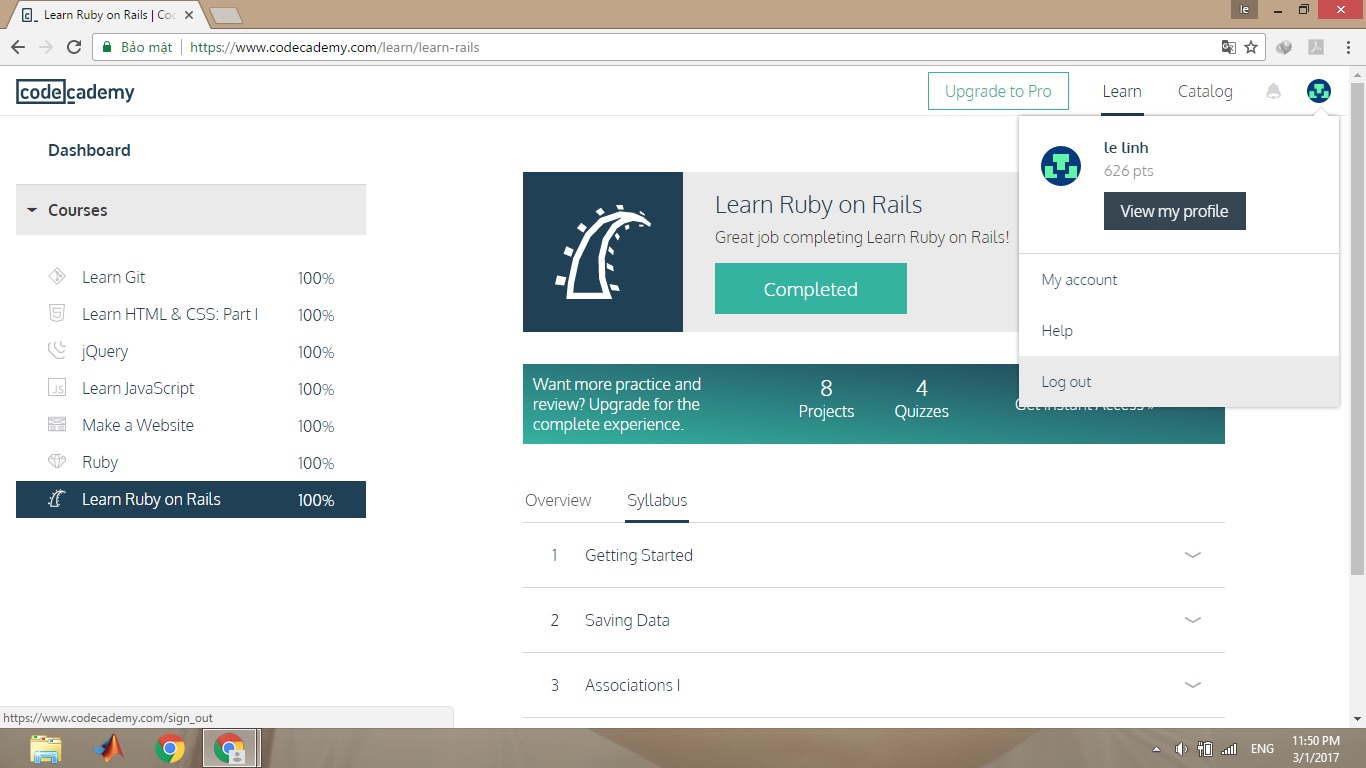 Learn Ruby on Rails | Co
le
Bảo mật
https://www.codecademy.com/learn/learn-rails
codecademy
Upgrade to Pro
Learn
Catalog
le linh
626 pts
View my profile
My account
Help
Log out
Dashboard
Courses
Learn Git 100%
Learn HTML & CSS: Part I 100%
jQuery 100%
Learn JavaScript 100%
Make a Website 100%
Ruby 100%
Learn Ruby on Rails 100%
Learn Ruby on Rails
Great job completing Learn Ruby on Rails!
Completed
Want more practice and
review? Upgrade for the
complete experience.
8
Projects
4
Quizzes
Get Instant Access »
Overview
Syllabus
1 Getting Started
2 Saving Data
3 Associations I
https://www.codecademy.com/sign_out
ENG
11:50 PM
3/1/2017